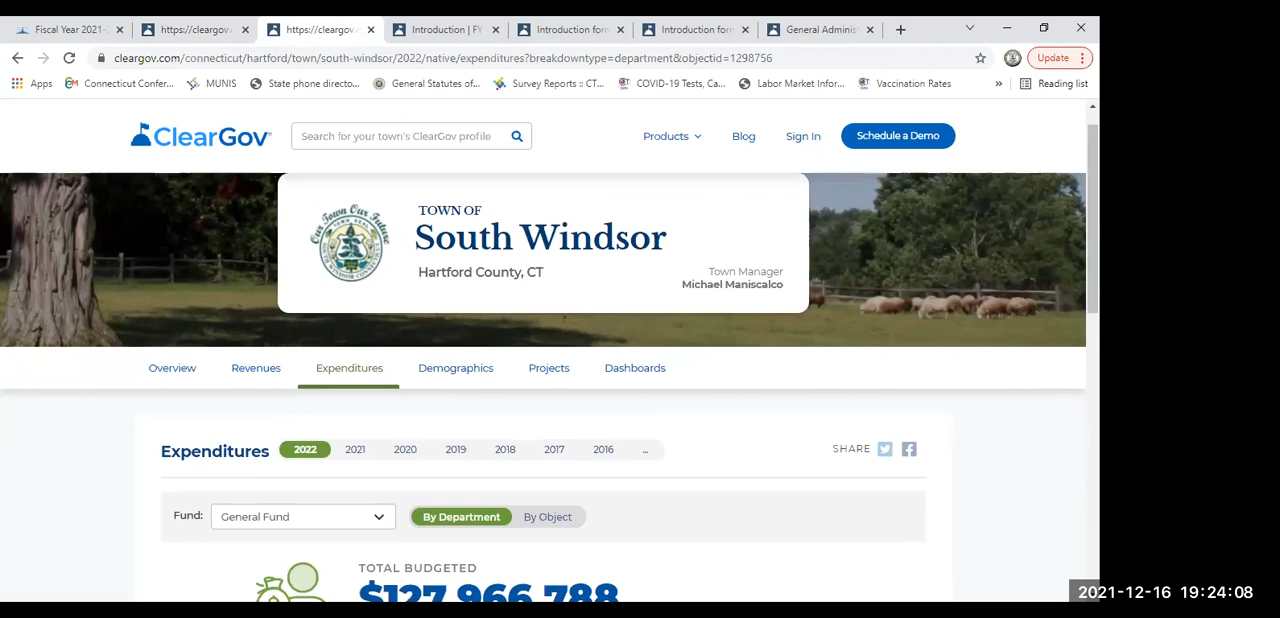 Fiscal Year 2021-
https://cleargov.
https://cleargov.
Introduction | FY
Introduction for
Introduction for
General Adminis
cleargov.com/connecticut/hartford/town/south-windsor/2022/native/expenditures?breakdowntype=department&objectid=1298756
Update
Apps
Connecticut Confer...
MUNIS
State phone directo...
General Statutes of...
Survey Reports :: CT...
COVID-19 Tests, Ca...
Labor Market Infor...
Vaccination Rates
»
Reading list
ClearGov
Search for your town's ClearGov profile
Products
Blog
Sign In
Schedule a Demo
Our Town Our Future
TOWN OF
South Windsor
Hartford County, CT
Town Manager
Michael Maniscalco
Overview
Revenues
Expenditures
Demographics
Projects
Dashboards
Expenditures
2022
2021
2020
2019
2018
2017
2016
...
SHARE
Fund:
General Fund
By Department
By Object
TOTAL BUDGETED
$127,966,788
2021-12-16 19:24:08